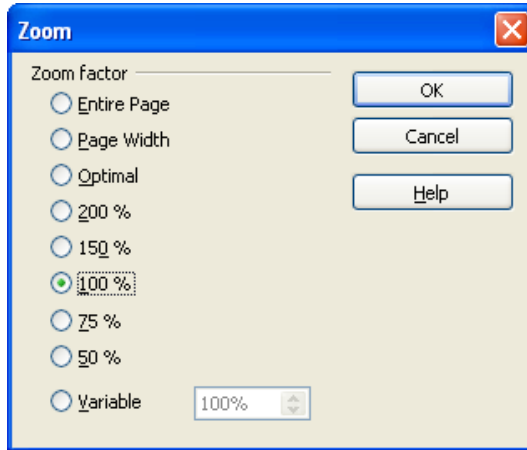 Zoom
Zoom factor
Entire Page
Page Width
Optimal
200 %
150 %
100 %
75 %
50 %
Variable
100%
OK
Cancel
Help